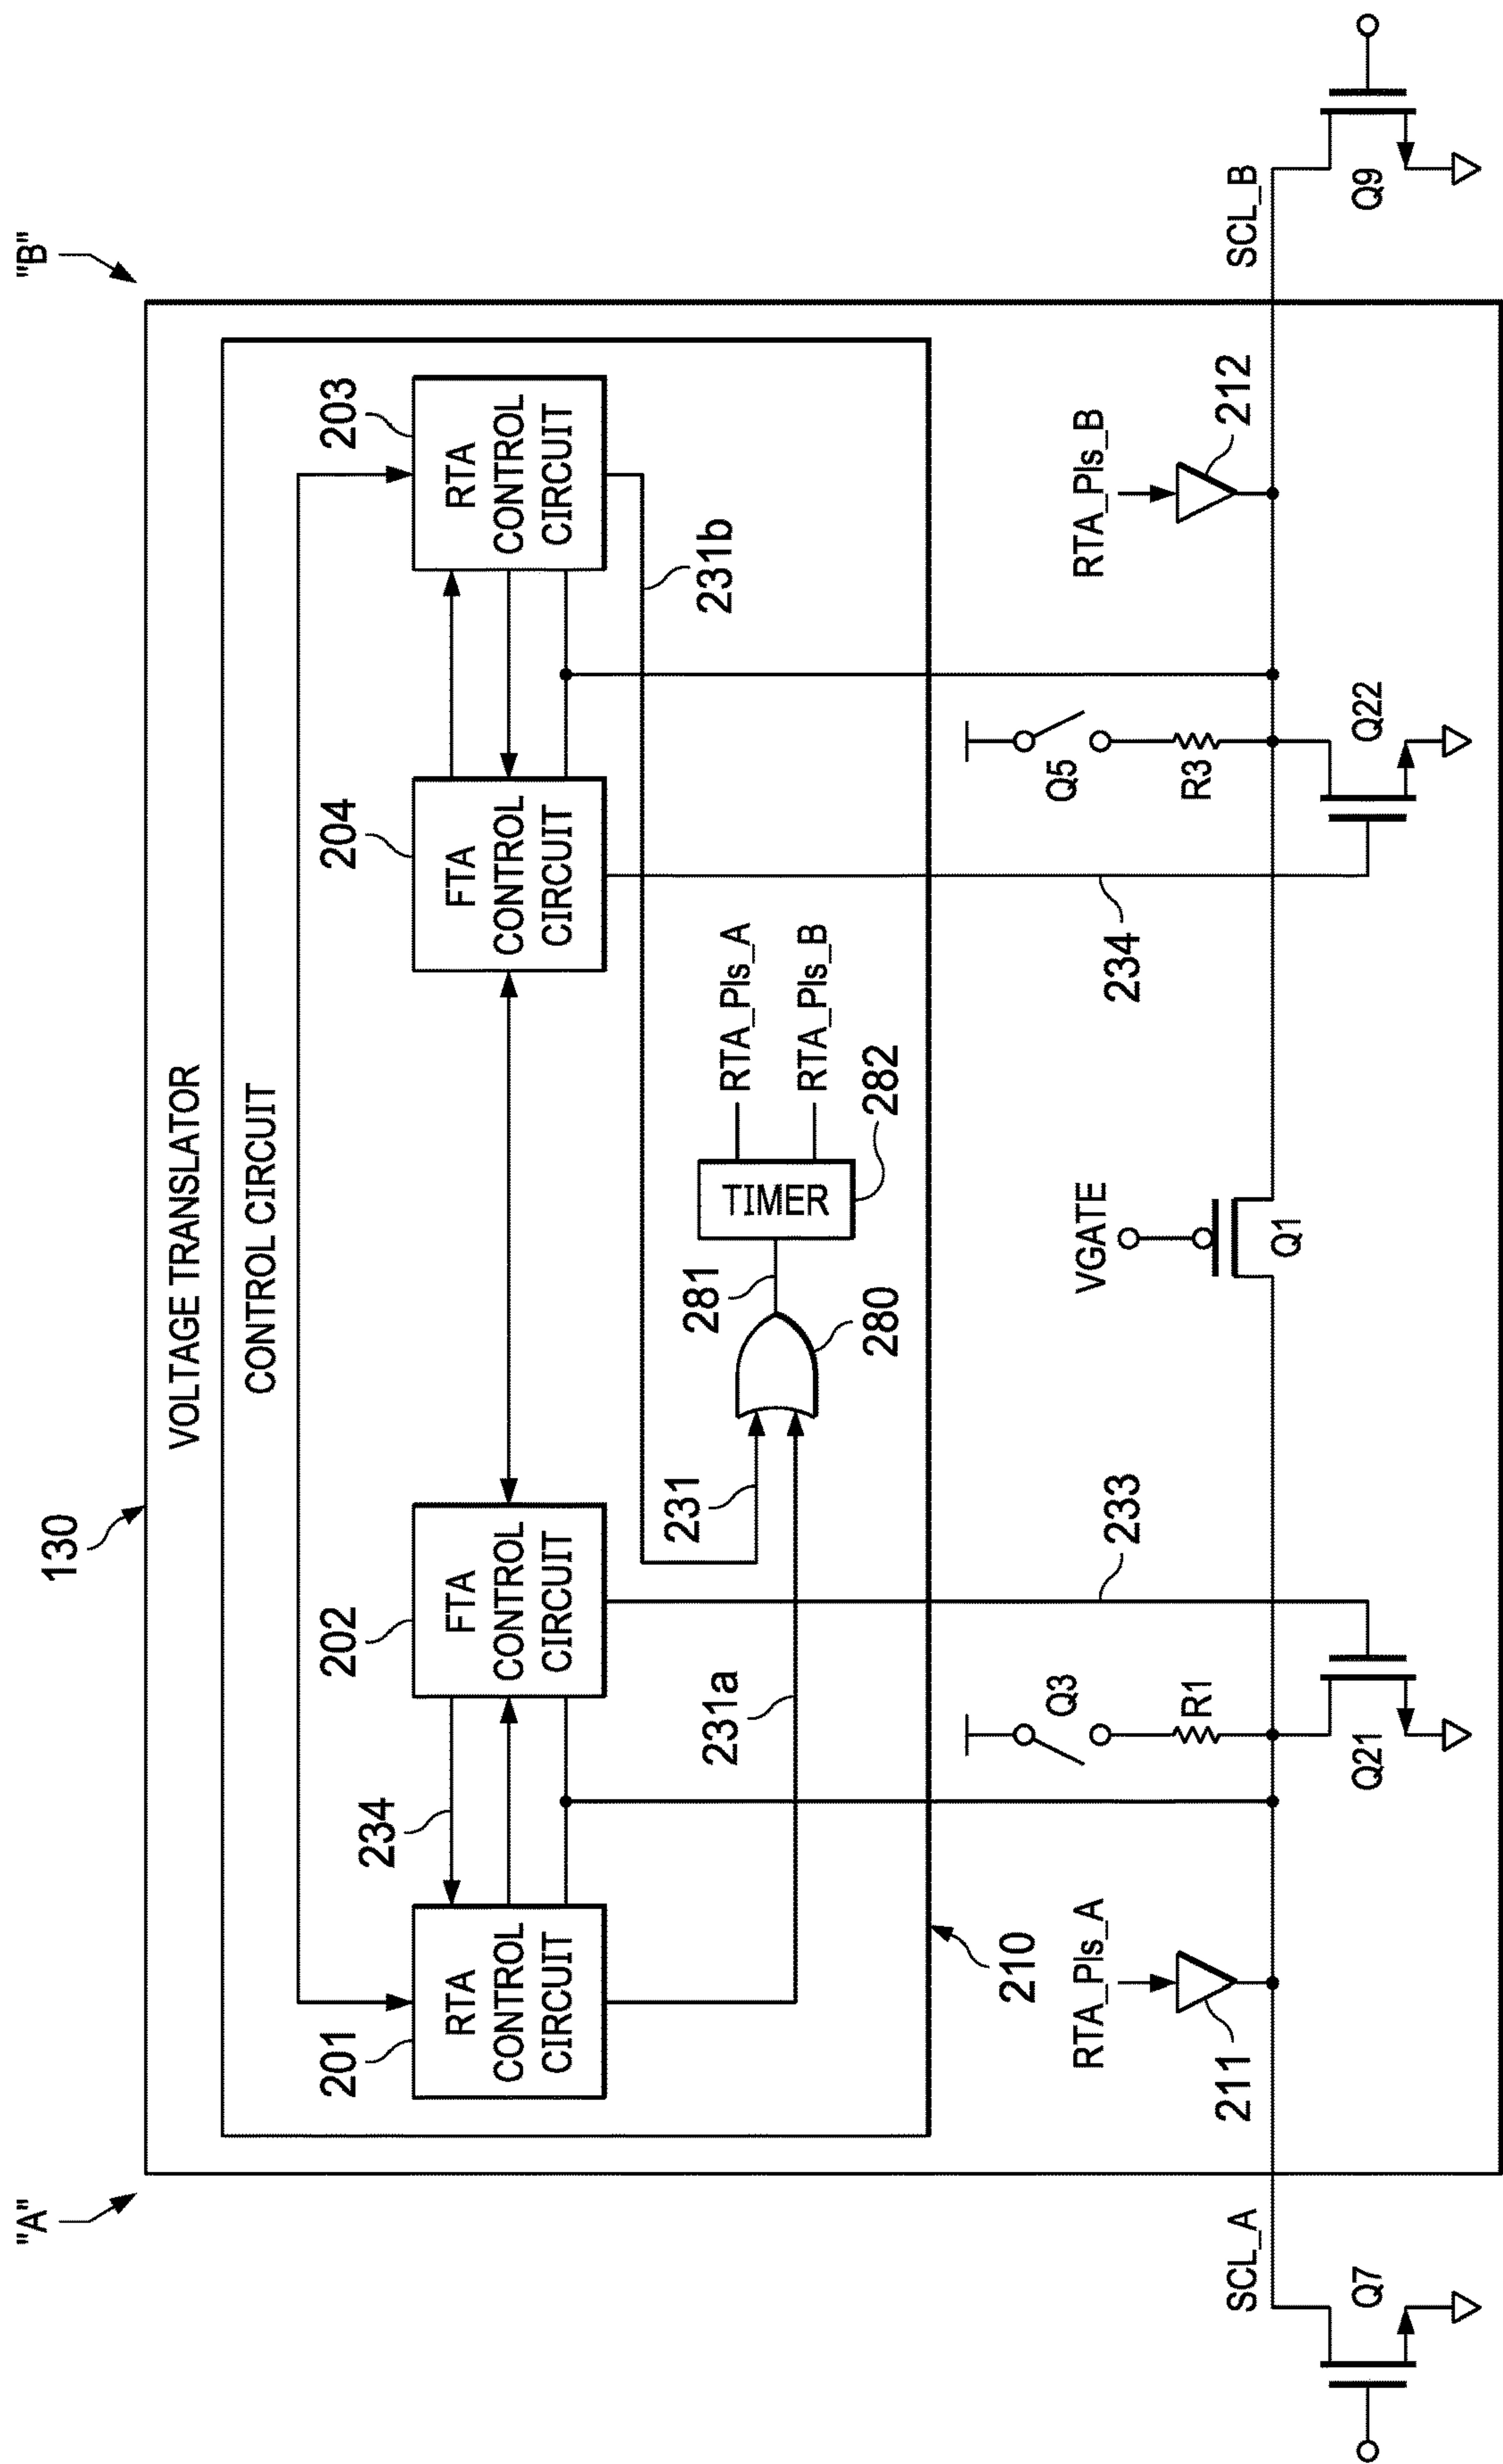 "A"
130
"B"
VOLTAGE TRANSLATOR
CONTROL CIRCUIT
201
RTA
CONTROL
CIRCUIT
234
202
FTA
CONTROL
CIRCUIT
204
FTA
CONTROL
CIRCUIT
203
RTA
CONTROL
CIRCUIT
231a
231
281
280
TIMER
282
RTA_Pls_A
RTA_Pls_B
231b
210
RTA_Pls_A
211
Q3
R1
Q21
233
VGATE
Q1
234
Q5
R3
Q22
RTA_Pls_B
212
SCL_A
Q7
SCL_B
Q9